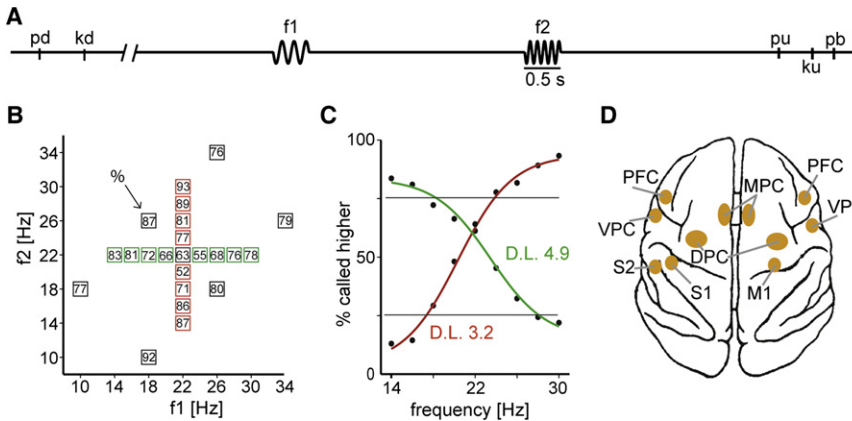 A
pd kd f1 f2 pu ku pb
0.5 s
B
34
30
26
22
18
14
10
f2 [Hz]
%
76
93
89
87 81 79
77
83 81 72 66 63 55 68 76 78
52
77 71 80
86
87
92
10 14 18 22 26 30 34
f1 [Hz]
C
100
50
0
% called higher
D.L. 4.9
D.L. 3.2
14 22 30
frequency [Hz]
D
PFC MPC PFC
VPC VP
DPC
S2 S1 M1